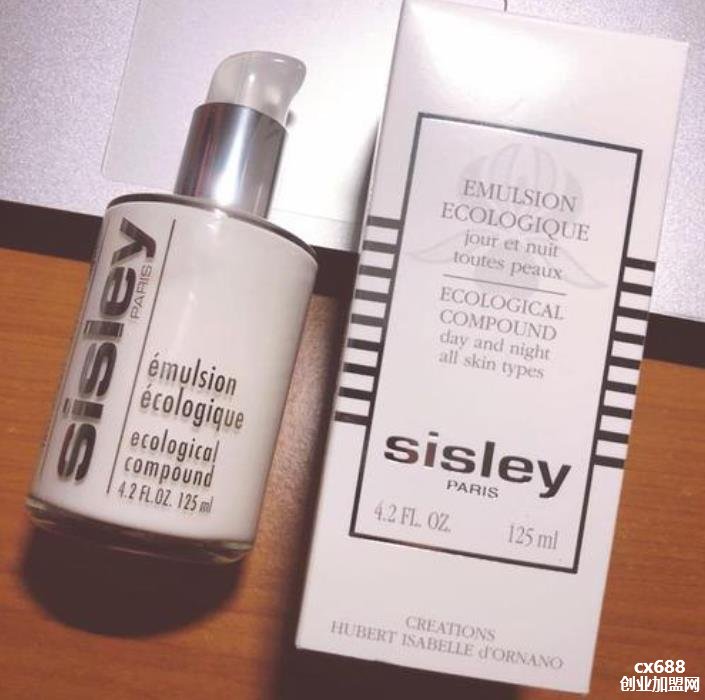 sisley
PARIS
émulsion
écologique
ecological
compound
4.2 FL.OZ. 125 ml
EMULSION
ECOLOGIQUE
jour et nuit
toutes peaux
ECOLOGICAL
COMPOUND
day and night
all skin types
sisley
PARIS
4.2 FL. OZ. 125 ml
CREATIONS
HUBERT ISABELLE d'ORNANO
cx688
创业加盟网